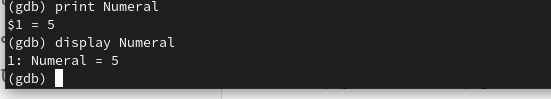 (gdb) print Numeral
$1 = 5
(gdb) display Numeral
1: Numeral = 5
(gdb)